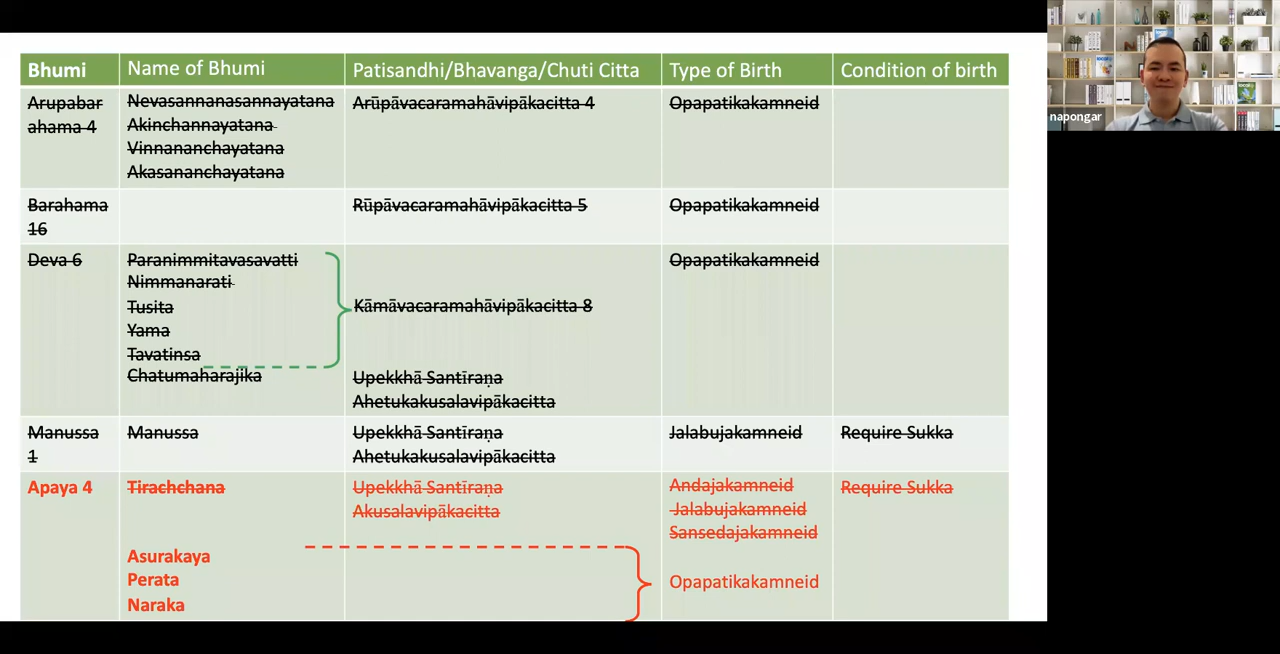 Bhumi
Name of Bhumi
Patisandhi/Bhavanga/Chuti Citta
Type of Birth
Condition of birth
Arupabar
ahama 4
Nevasannanasannayatana
Akinchannayatana
Vinnananchayatana
Akasananchayatana
Arūpāvacaramahāvipākacitta 4
Opapatikakamneid
Barahama
16
Rūpāvacaramahāvipākacitta 5
Opapatikakamneid
Deva 6
Paranimmitavasavatti
Nimmanarati
Tusita
Yama
Tavatinsa
Chatumaharajika
Kāmāvacaramahāvipākacitta 8
Upekkhā Santīraṇa
Ahetukakusalavipākacitta
Opapatikakamneid
Manussa
1
Manussa
Upekkhā Santīraṇa
Ahetukakusalavipākacitta
Jalabujakamneid
Require Sukka
Apaya 4
Tirachchana
Upekkhā Santīraṇa
Akusalavipākacitta
Andajakamneid
Jalabujakamneid
Sansedajakamneid
Require Sukka
Asurakaya
Perata
Naraka
Opapatikakamneid
napongar